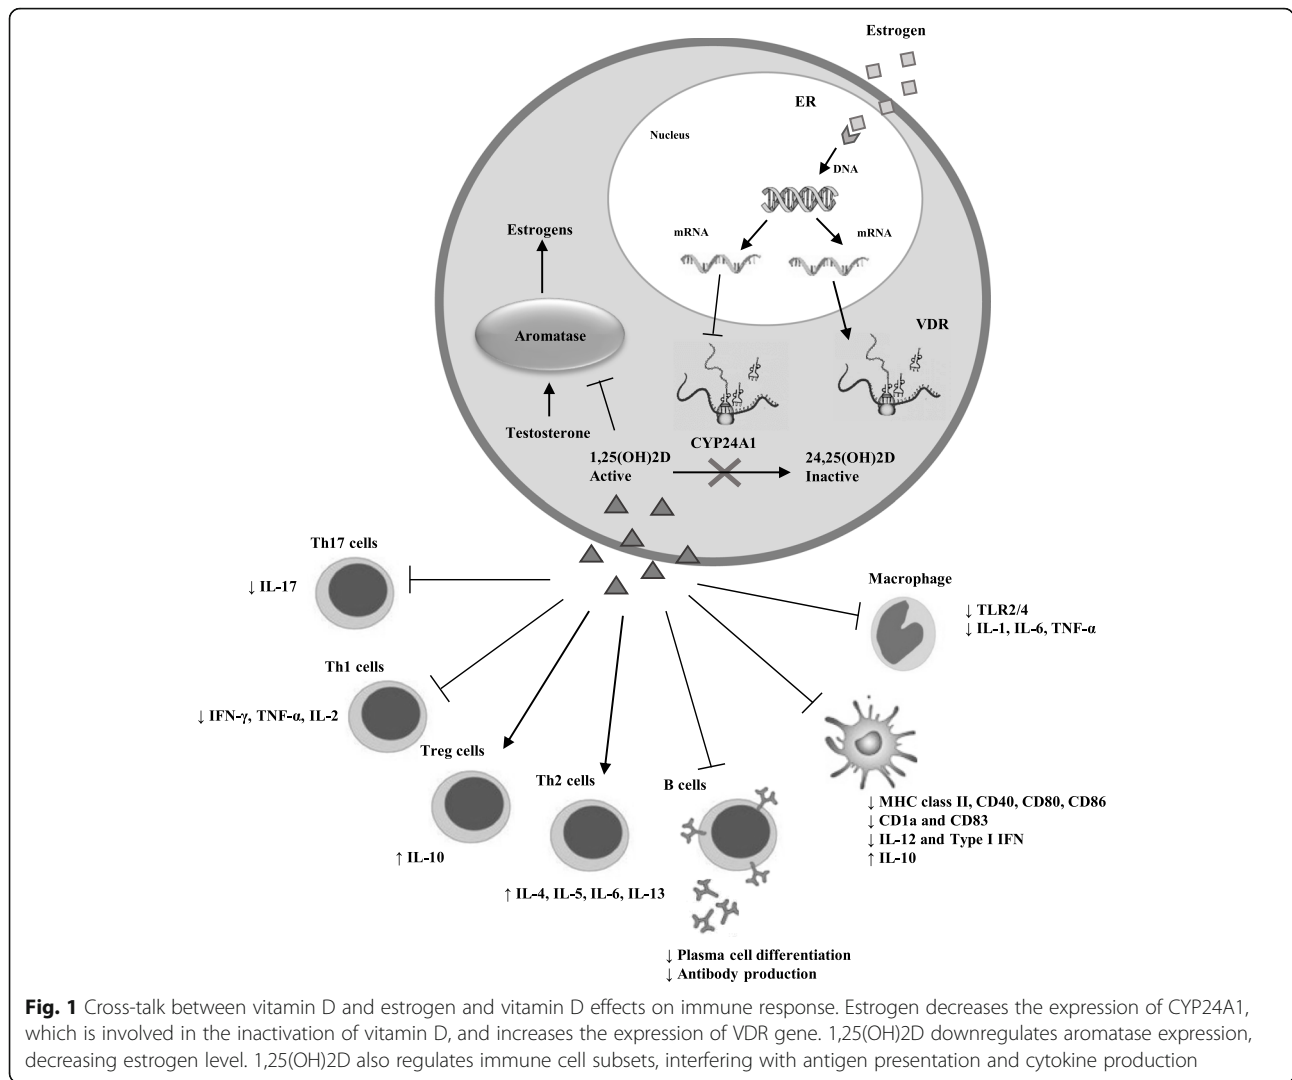 Estrogen
ER
Nucleus
DNA
mRNA
mRNA
Estrogens
VDR
Aromatase
Testosterone
CYP24A1
1,25(OH)2D
Active
24,25(OH)2D
Inactive
Th17 cells
↓ IL-17
Macrophage
↓ TLR2/4
↓ IL-1, IL-6, TNF-α
Th1 cells
↓ IFN-γ, TNF-α, IL-2
Treg cells
↑ IL-10
Th2 cells
↑ IL-4, IL-5, IL-6, IL-13
B cells
↓ Plasma cell differentiation
↓ Antibody production
↓ MHC class II, CD40, CD80, CD86
↓ CD1a and CD83
↓ IL-12 and Type I IFN
↑ IL-10
Fig. 1 Cross-talk between vitamin D and estrogen and vitamin D effects on immune response. Estrogen decreases the expression of CYP24A1,
which is involved in the inactivation of vitamin D, and increases the expression of VDR gene. 1,25(OH)2D downregulates aromatase expression,
decreasing estrogen level. 1,25(OH)2D also regulates immune cell subsets, interfering with antigen presentation and cytokine production